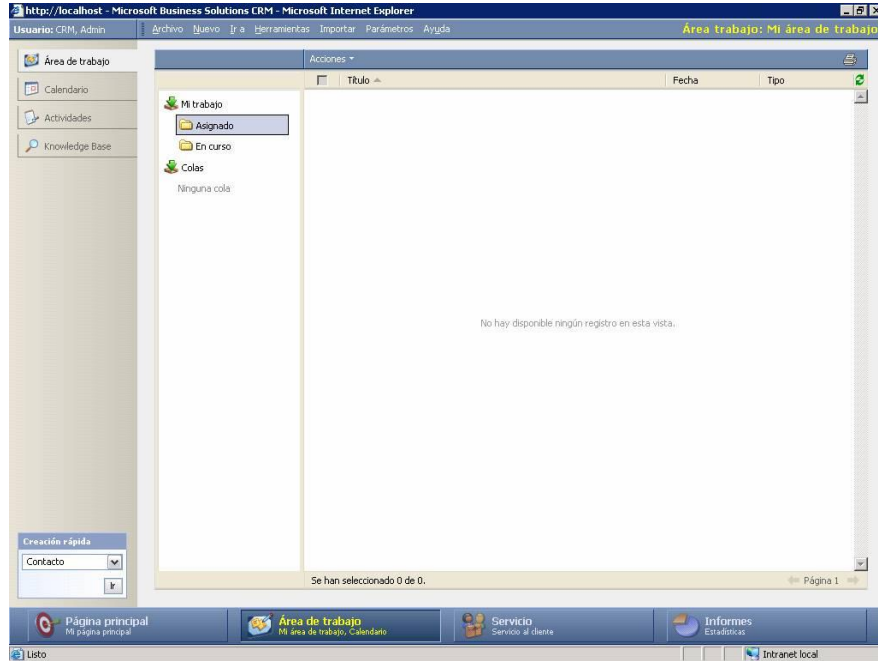 http://localhost - Microsoft Business Solutions CRM - Microsoft Internet Explorer
Usuario: CRM, Admin
Archivo Nuevo Ir a Herramientas Importar Parámetros Ayuda
Área trabajo: Mi área de trabajo
Área de trabajo
Calendario
Actividades
Knowledge Base
Acciones
Título Fecha Tipo
Mi trabajo
Asignado
En curso
Colas
Ninguna cola
No hay disponible ningún registro en esta vista.
Creación rápida
Contacto
Ir
Se han seleccionado 0 de 0.
Página 1
Página principal
Mi página principal
Área de trabajo
Mi área de trabajo, Calendario
Servicio
Servicio al cliente
Informes
Estadísticas
Listo
Intranet local